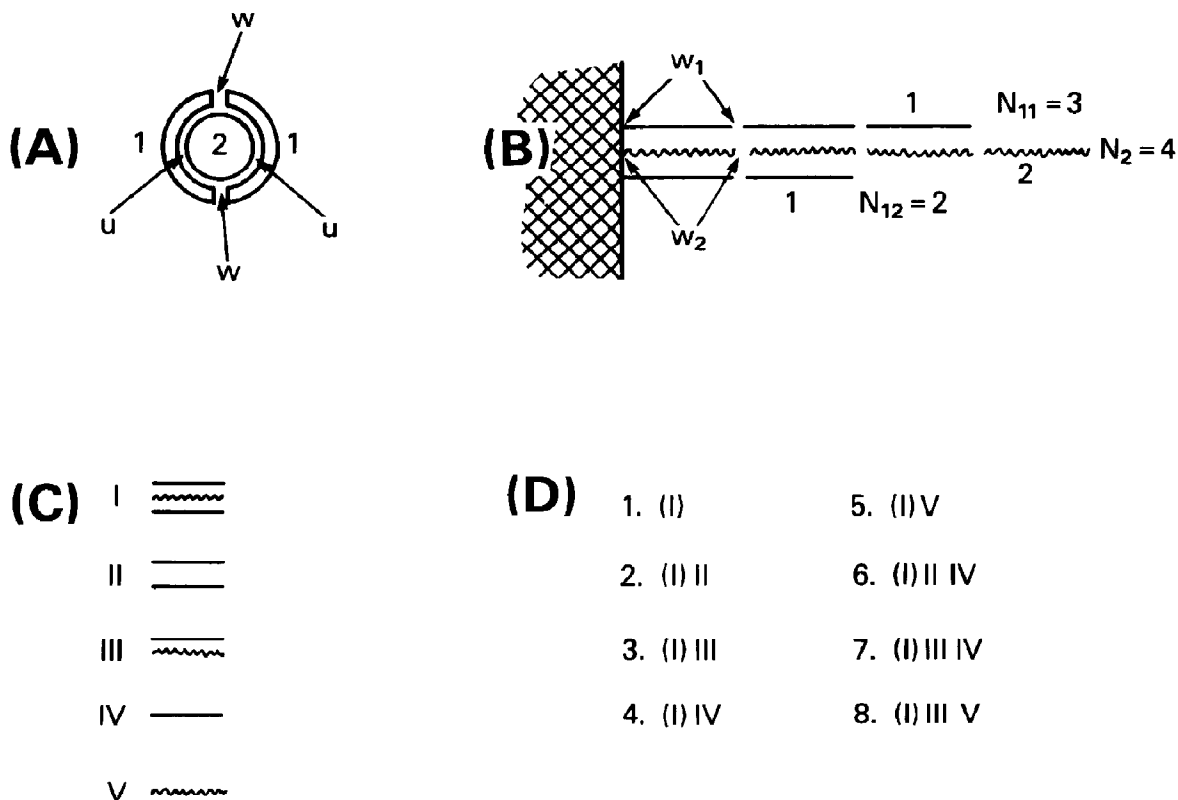 w
(A) 1 2 1
u u
w
(B) w₁
1 N₁₁ = 3
N₂ = 4
2
1 N₁₂ = 2
w₂
(C) I
II
III
IV
V
(D) 1. (I) 5. (I) V
2. (I) II 6. (I) II IV
3. (I) III 7. (I) III IV
4. (I) IV 8. (I) III V